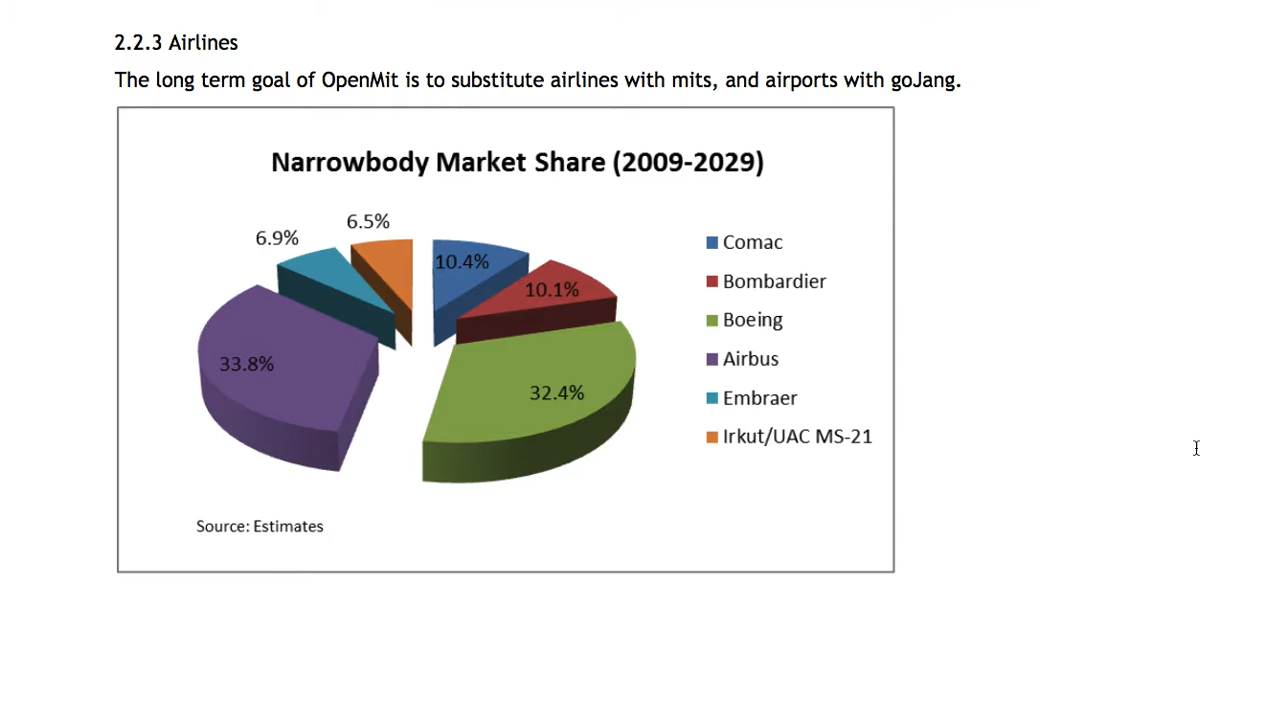 2.2.3 Airlines
The long term goal of OpenMit is to substitute airlines with mits, and airports with goJang.
Narrowbody Market Share (2009-2029)
6.5%
6.9%
10.4%
10.1%
33.8%
32.4%
Comac
Bombardier
Boeing
Airbus
Embraer
Irkut/UAC MS-21
Source: Estimates